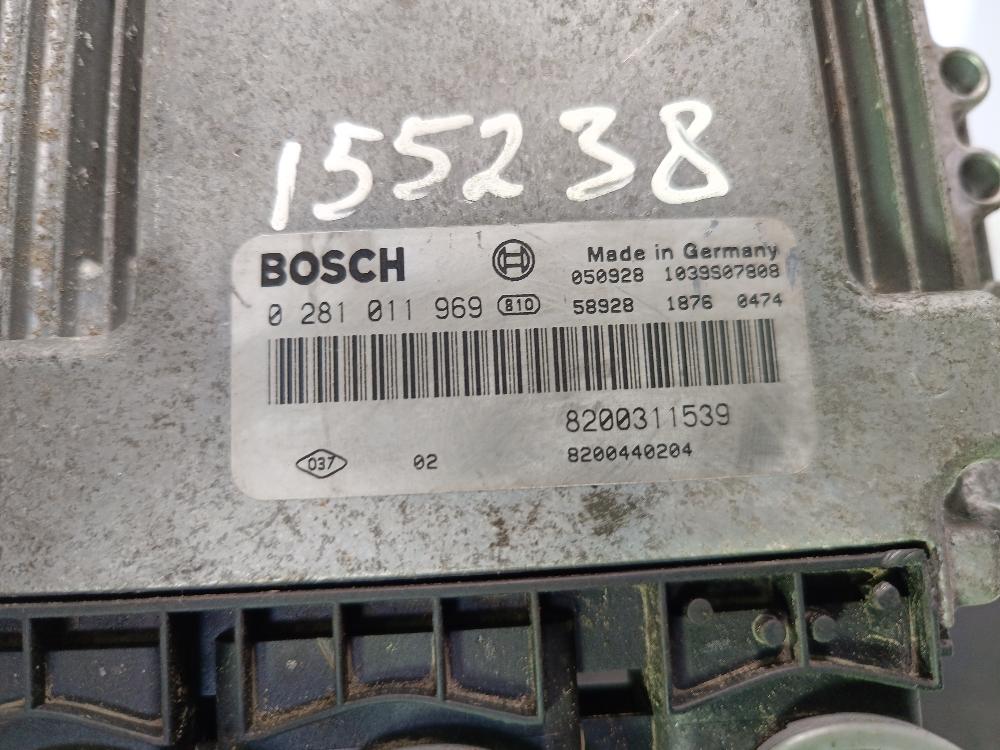 155238
BOSCH Made in Germany
050928 1039S07808
0 281 011 969 810 58928 1876 0474
8200311539
037 02 8200440204